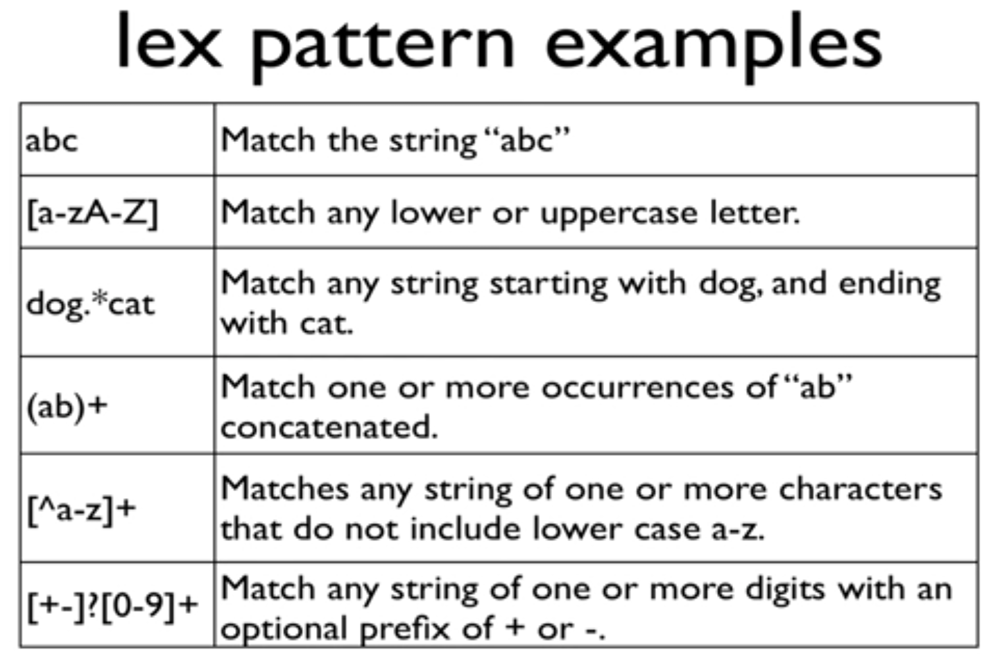 lex pattern examples
abc
Match the string “abc”
[a-zA-Z]
Match any lower or uppercase letter.
dog.*cat
Match any string starting with dog, and ending
with cat.
(ab)+
Match one or more occurrences of “ab”
concatenated.
[^a-z]+
Matches any string of one or more characters
that do not include lower case a-z.
[+-]?[0-9]+
Match any string of one or more digits with an
optional prefix of + or -.